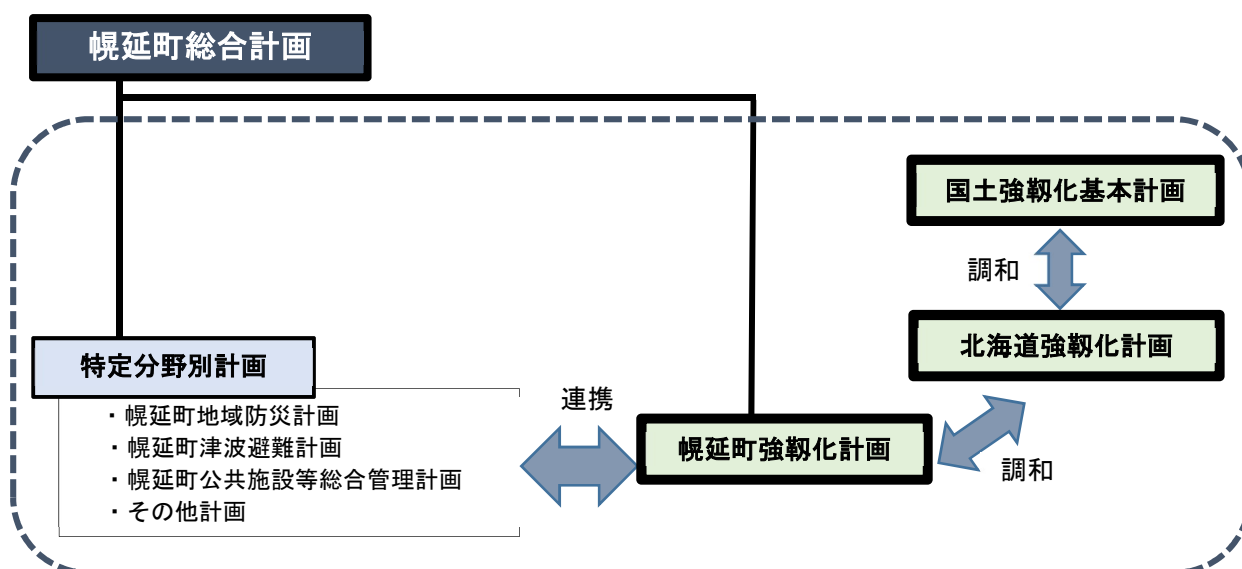 幌延町総合計画
国土強靱化基本計画
調和
北海道強靱化計画
特定分野別計画
・幌延町地域防災計画
・幌延町津波避難計画
・幌延町公共施設等総合管理計画
・その他計画
連携
幌延町強靱化計画
調和